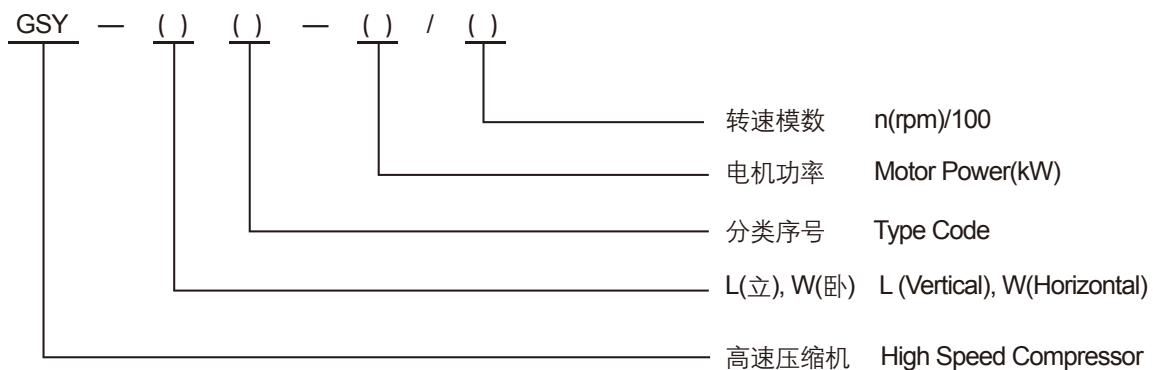 GSY — ( ) ( ) — ( ) / ( )
转速模数 n(rpm)/100
电机功率 Motor Power(kW)
分类序号 Type Code
L(立), W(卧) L (Vertical), W(Horizontal)
高速压缩机 High Speed Compressor